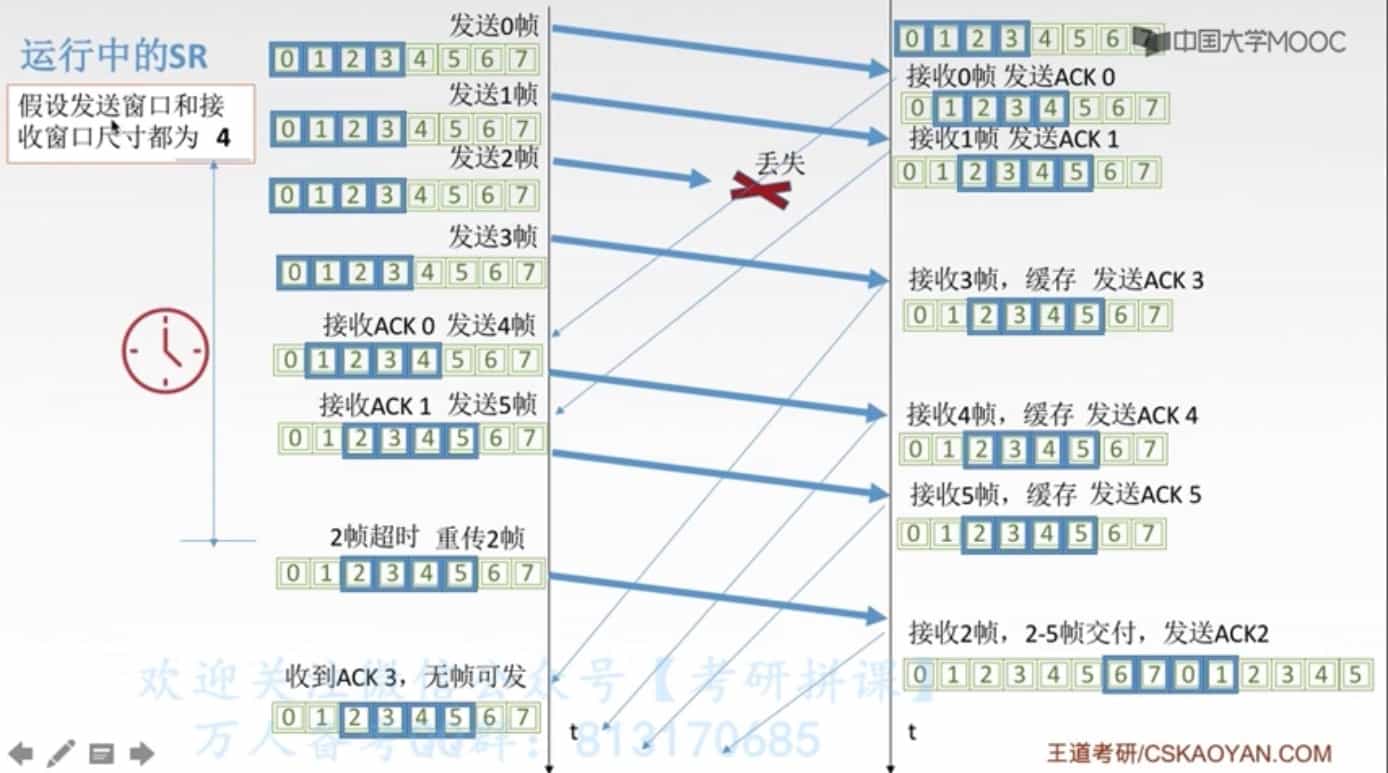 运行中的SR
假设发送窗口和接
收窗口尺寸都为 4
发送0帧
0 1 2 3 4 5 6 7
发送1帧
0 1 2 3 4 5 6 7
发送2帧
0 1 2 3 4 5 6 7
发送3帧
0 1 2 3 4 5 6 7
接收ACK 0 发送4帧
0 1 2 3 4 5 6 7
接收ACK 1 发送5帧
0 1 2 3 4 5 6 7
2帧超时 重传2帧
0 1 2 3 4 5 6 7
收到ACK 3，无帧可发
0 1 2 3 4 5 6 7
丢失
t
0 1 2 3 4 5 6
中国大学MOOC
接收0帧 发送ACK 0
0 1 2 3 4 5 6 7
接收1帧 发送ACK 1
0 1 2 3 4 5 6 7
接收3帧，缓存 发送ACK 3
0 1 2 3 4 5 6 7
接收4帧，缓存 发送ACK 4
0 1 2 3 4 5 6 7
接收5帧，缓存 发送ACK 5
0 1 2 3 4 5 6 7
接收2帧，2-5帧交付，发送ACK2
0 1 2 3 4 5 6 7 0 1 2 3 4 5
t
欢迎关注微信公众号【考研拼课】
万人备考QQ群：813170685
王道考研/CSKAOYAN.COM